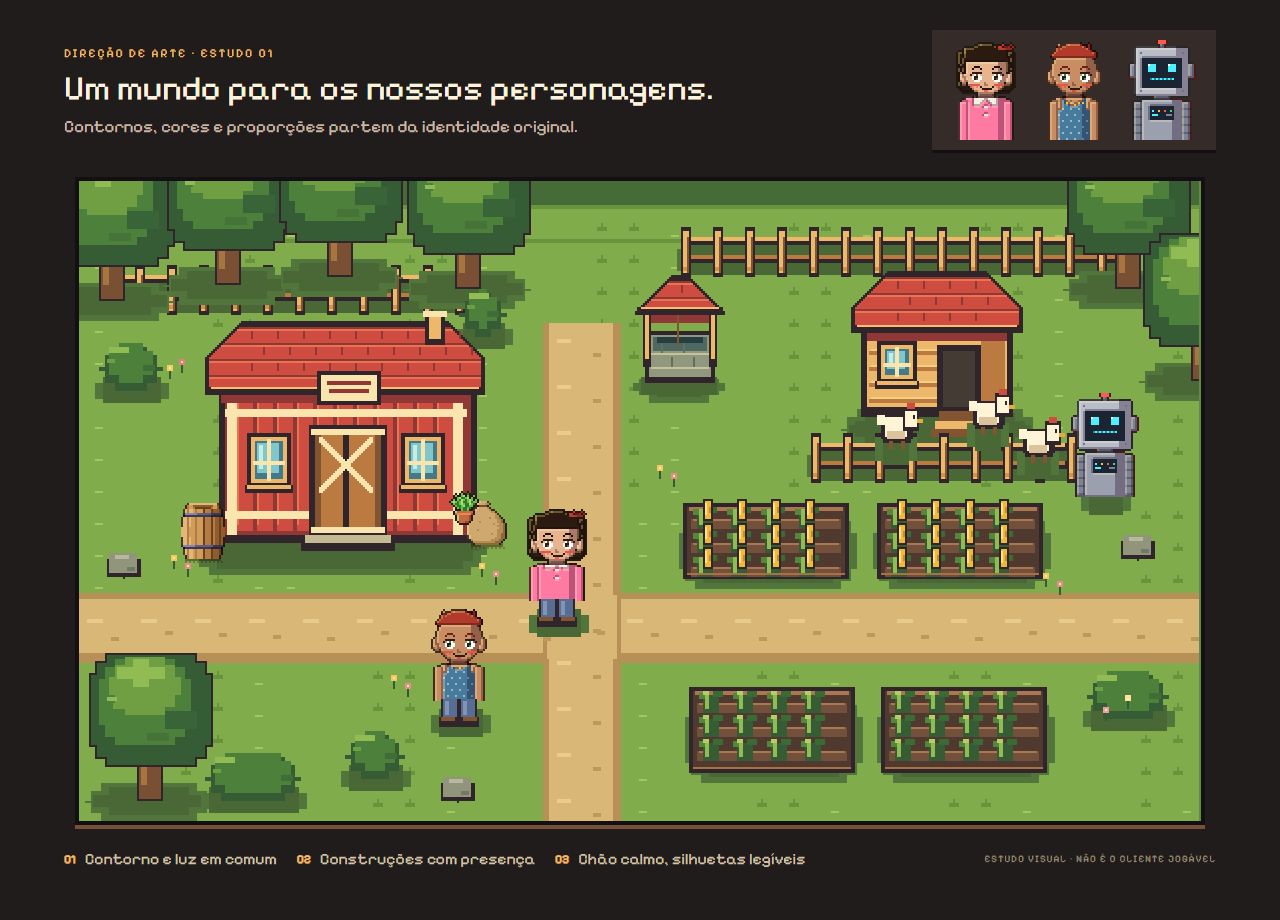 DIREÇÃO DE ARTE · ESTUDO 01
Um mundo para os nossos personagens.
Contornos, cores e proporções partem da identidade original.
01 Contorno e luz em comum
02 Construções com presença
03 Chão calmo, silhuetas legíveis
ESTUDO VISUAL · NÃO É O CLIENTE JOGÁVEL